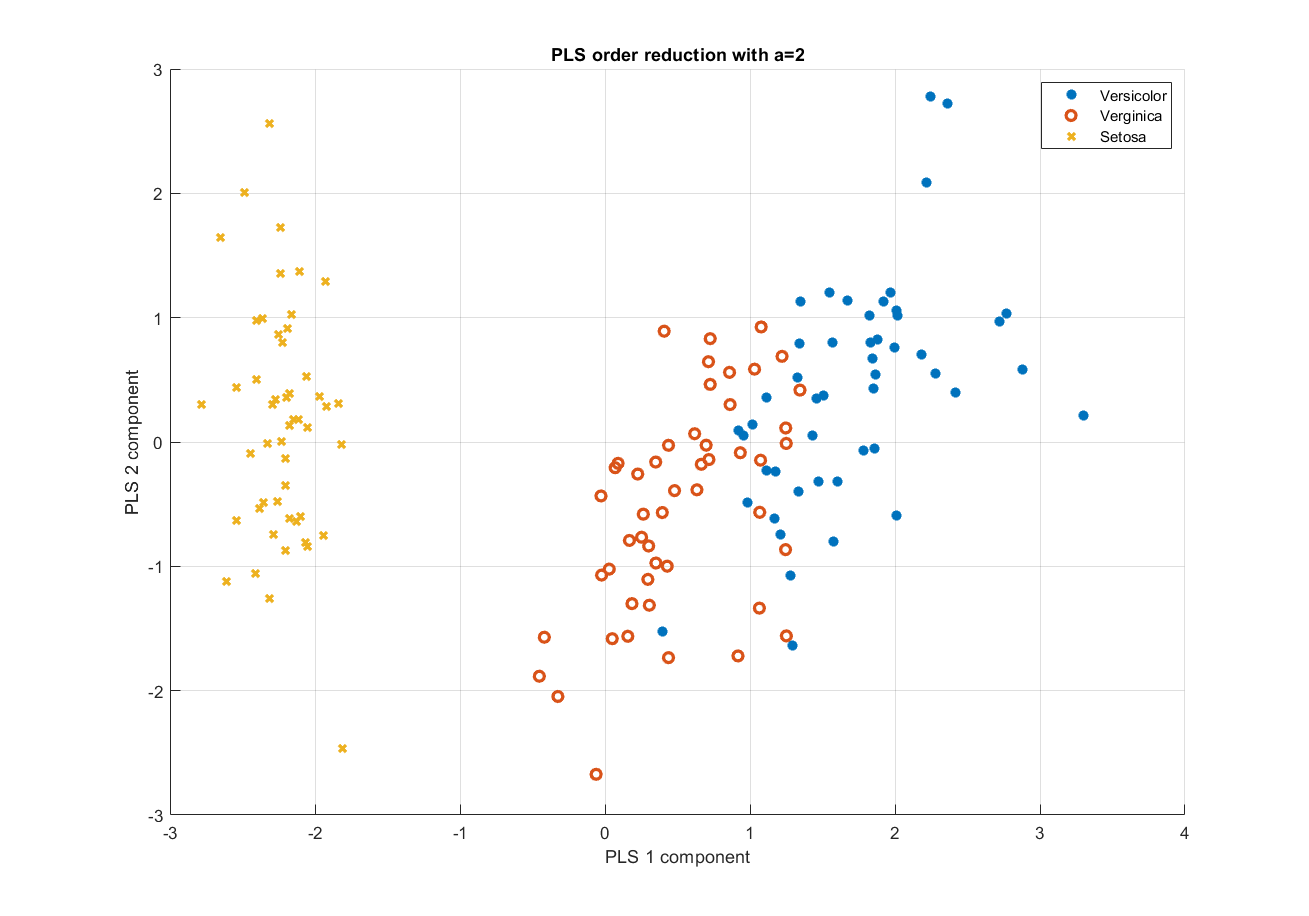 PLS order reduction with a=2
Versicolor
Verginica
Setosa
3
2
1
0
-1
-2
-3
PLS 2 component
-3
-2
-1
0
1
2
3
4
PLS 1 component